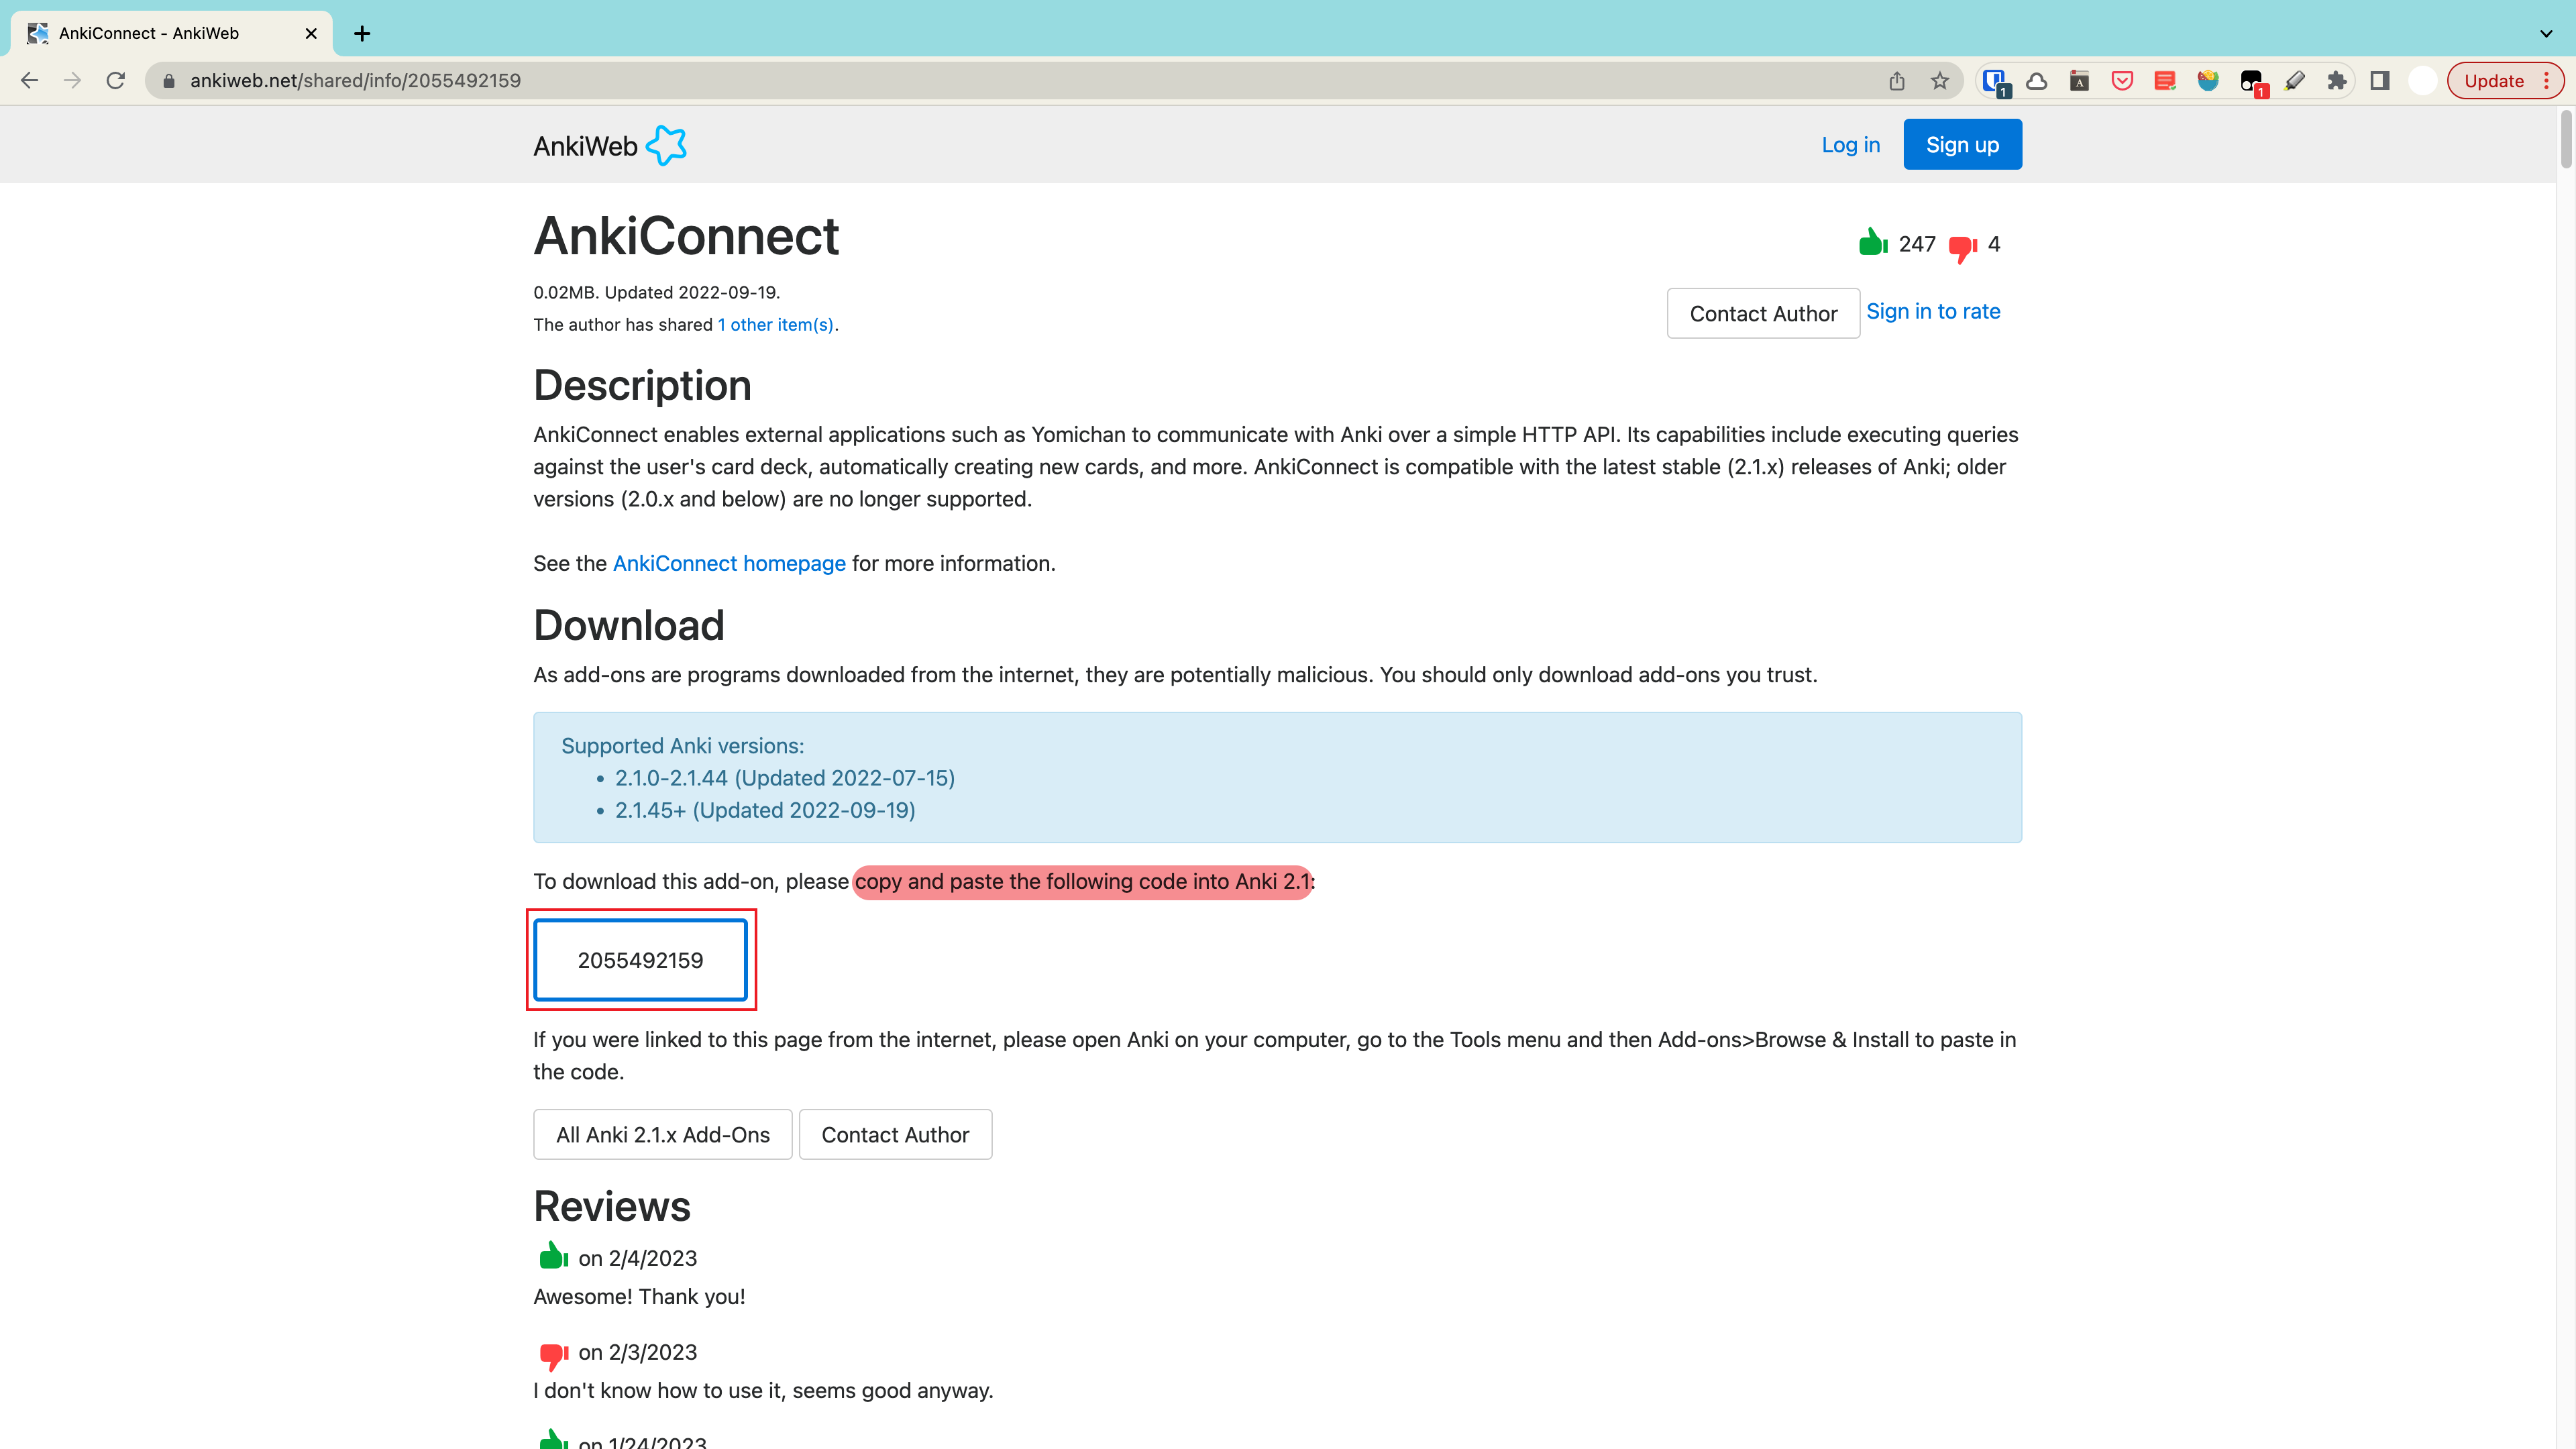 AnkiConnect - AnkiWeb
ankiweb.net/shared/info/2055492159
1
A
1
Update
AnkiWeb
Log in
Sign up
AnkiConnect
247
4
0.02MB. Updated 2022-09-19.
The author has shared 1 other item(s).
Contact Author
Sign in to rate
Description
AnkiConnect enables external applications such as Yomichan to communicate with Anki over a simple HTTP API. Its capabilities include executing queries
against the user's card deck, automatically creating new cards, and more. AnkiConnect is compatible with the latest stable (2.1.x) releases of Anki; older
versions (2.0.x and below) are no longer supported.
See the AnkiConnect homepage for more information.
Download
As add-ons are programs downloaded from the internet, they are potentially malicious. You should only download add-ons you trust.
Supported Anki versions:
• 2.1.0-2.1.44 (Updated 2022-07-15)
• 2.1.45+ (Updated 2022-09-19)
To download this add-on, please copy and paste the following code into Anki 2.1:
2055492159
If you were linked to this page from the internet, please open Anki on your computer, go to the Tools menu and then Add-ons>Browse & Install to paste in
the code.
All Anki 2.1.x Add-Ons
Contact Author
Reviews
on 2/4/2023
Awesome! Thank you!
on 2/3/2023
I don't know how to use it, seems good anyway.
on 1/24/2023